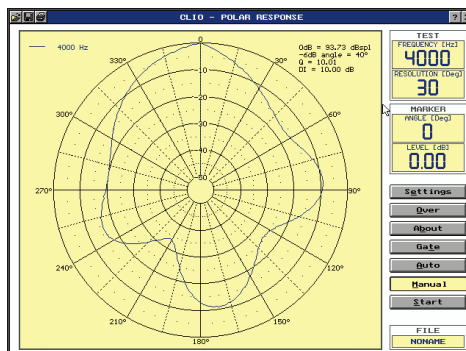 CLIO - POLAR RESPONSE
?
4000 Hz
0dB = 93.73 dBspl
-6dB angle = 40°
Q = 10.01
DI = 10.00 dB
0
330°
30
-10
-20
300°
60°
-30
-40
-50
270°
90°
240°
120°
210°
150°
180°
TEST
FREQUENCY [Hz]
4000
RESOLUTION [Deg]
30
MARKER
ANGLE [Deg]
0
LEVEL [dB]
0.00
Settings
Over
About
Gate
Auto
Manual
Start
FILE
NONAME